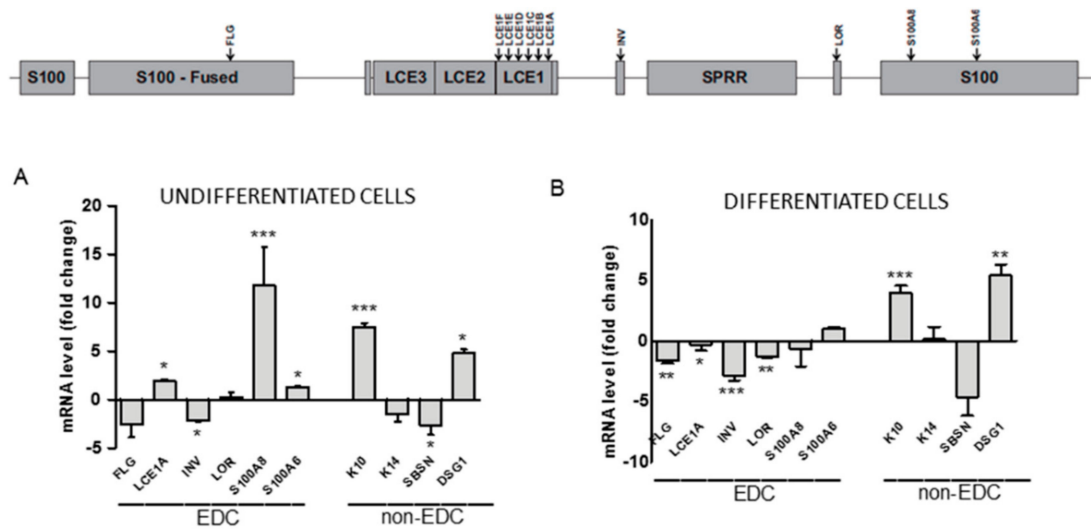 FLG
LCE1F
LCE1E
LCE1D
LCE1C
LCE1B
LCE1A
INV
LOR
S100A8
S100A6
S100
S100 - Fused
LCE3
LCE2
LCE1
SPRR
S100
A
UNDIFFERENTIATED CELLS
mRNA level (fold change)
20
15
10
5
0
-5
***
***
*
*
*
*
*
FLG
LCE1A
INV
LOR
S100A8
S100A6
K10
K14
SBSN
DSG1
EDC
non-EDC
B
DIFFERENTIATED CELLS
mRNA level (fold change)
10
5
0
-5
-10
***
**
**
*
***
**
FLG
LCE1A
INV
LOR
S100A8
S100A6
K10
K14
SBSN
DSG1
EDC
non-EDC